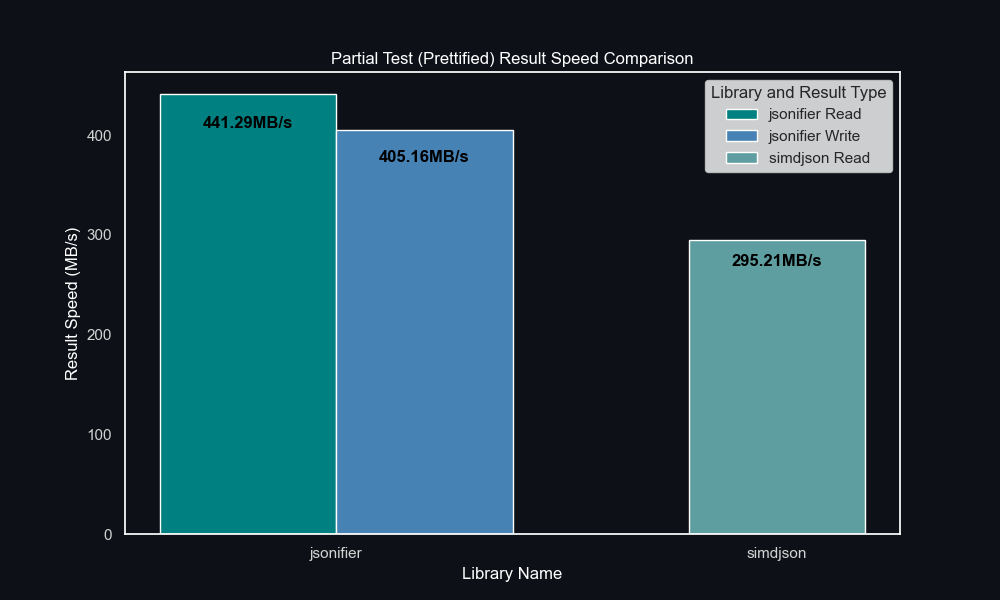 Partial Test (Prettified) Result Speed Comparison
Library and Result Type
jsonifier Read
jsonifier Write
simdjson Read
441.29MB/s
405.16MB/s
295.21MB/s
Result Speed (MB/s)
400
300
200
100
0
jsonifier
simdjson
Library Name